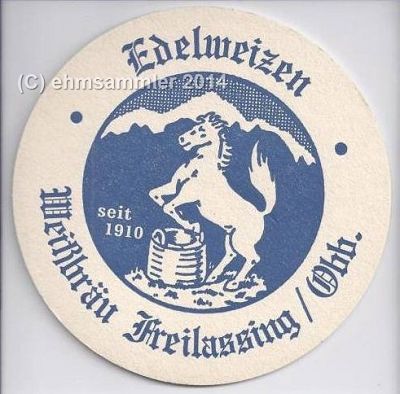 Edelweizen
(C) ehmsammler 2014
seit
1910
Weißbräu Freilassing / Obb.